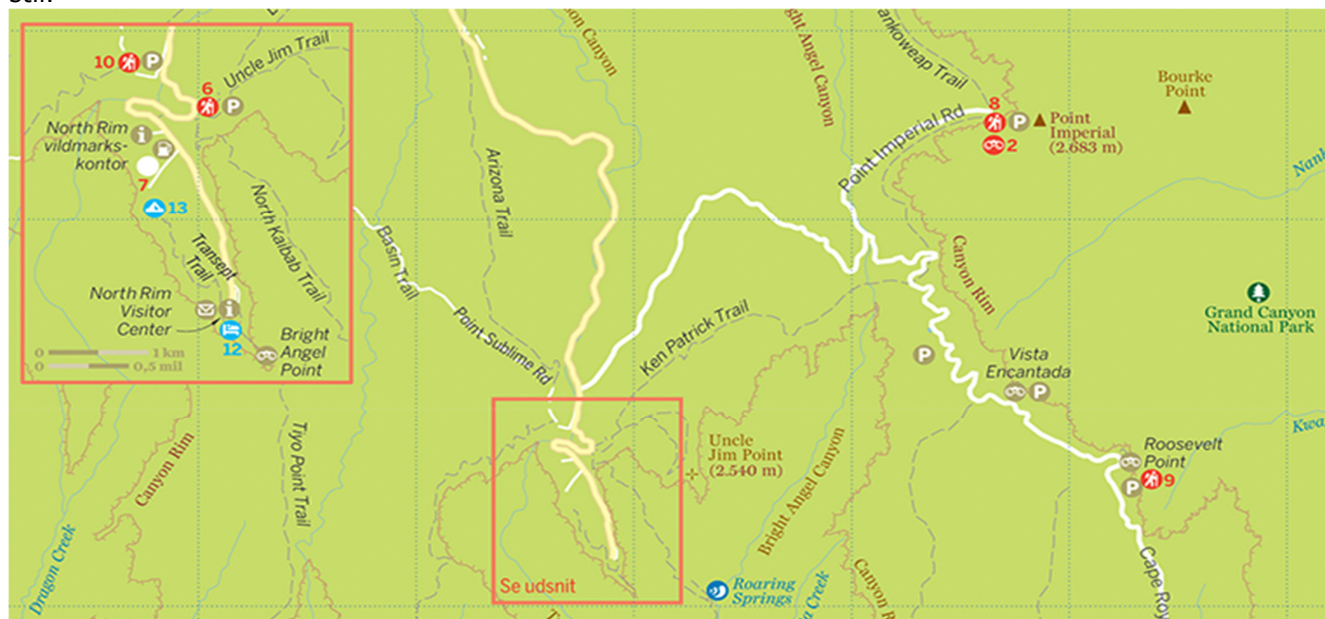 10
P
6
P
Uncle Jim Trail
North Rim
vildmarks-
kontor
7
13
Transept
Trail
North Kaibab Trail
North Rim
Visitor
Center
12
Bright
Angel
Point
0
1 km
0
0,5 mil
Canyon Rim
Dragon Creek
Tiyo Point Trail
Basin Trail
Point Sublime Rd
Arizona Trail
Ken Patrick Trail
Se udsnit
Uncle
Jim Point
(2.540 m)
Roaring
Springs
Bright Angel Canyon
Bright Angel Canyon
Point Imperial Rd
8
P
2
Point
Imperial
(2.683 m)
Bourke
Point
Canyon Rim
Grand Canyon
National Park
P
Vista
Encantada
P
Roosevelt
Point
P
9
Canyon
Creek